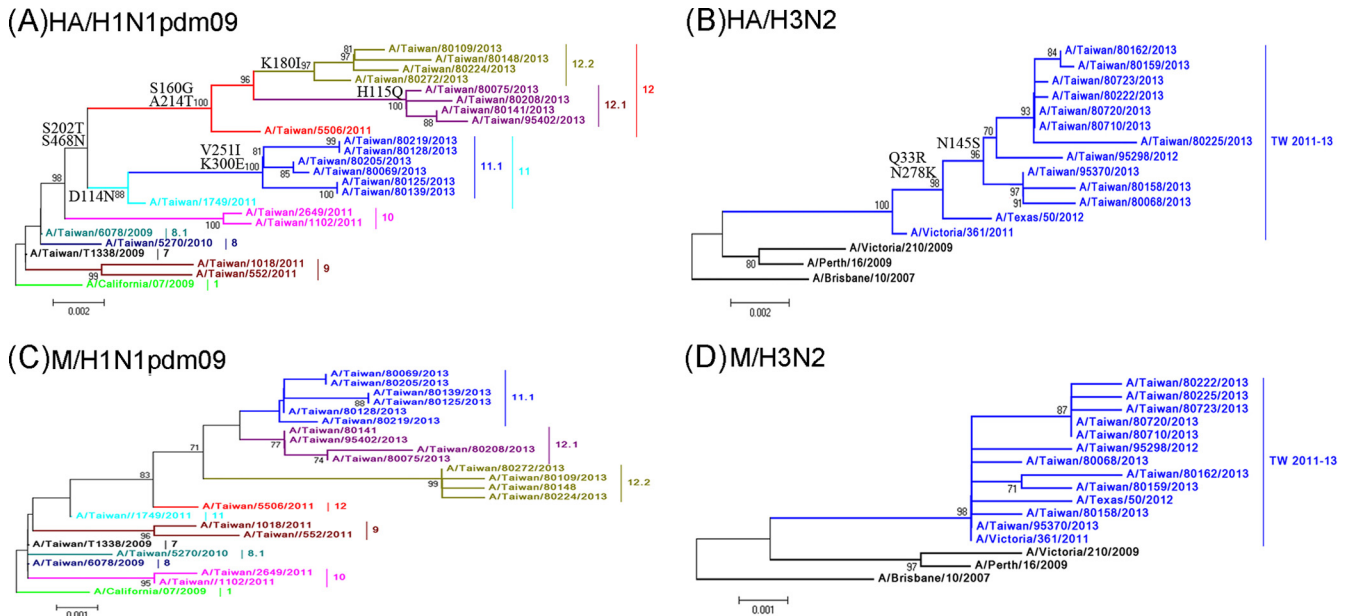 (A)HA/H1N1pdm09
81
A/Taiwan/80109/2013
97
A/Taiwan/80148/2013
K180I
97
A/Taiwan/80224/2013
12.2
96
A/Taiwan/80272/2013
S160G
H115Q
A/Taiwan/80075/2013
12
A214T
100
100
A/Taiwan/80208/2013
12.1
A/Taiwan/80141/2013
88
A/Taiwan/95402/2013
S202T
A/Taiwan/5506/2011
S468N
99
A/Taiwan/80219/2013
V251I
81
A/Taiwan/80128/2013
K300E
100
A/Taiwan/80205/2013
11.1
11
85
A/Taiwan/80069/2013
98
A/Taiwan/80125/2013
D114N
88
100
A/Taiwan/80139/2013
A/Taiwan/1749/2011
A/Taiwan/2649/2011
10
100
A/Taiwan/1102/2011
A/Taiwan/6078/2009 | 8.1
A/Taiwan/5270/2010 | 8
A/Taiwan/T1338/2009 | 7
A/Taiwan/1018/2011
9
99
A/Taiwan/552/2011
A/California/07/2009 | 1
0.002
(B)HA/H3N2
84
A/Taiwan/80162/2013
A/Taiwan/80159/2013
A/Taiwan/80723/2013
A/Taiwan/80222/2013
93
A/Taiwan/80720/2013
A/Taiwan/80710/2013
70
A/Taiwan/80225/2013
TW 2011-13
N145S
96
A/Taiwan/95298/2012
Q33R
A/Taiwan/95370/2013
N278K
98
97
A/Taiwan/80158/2013
91
A/Taiwan/80068/2013
100
A/Texas/50/2012
A/Victoria/361/2011
A/Victoria/210/2009
80
A/Perth/16/2009
A/Brisbane/10/2007
0.002
(C)M/H1N1pdm09
A/Taiwan/80069/2013
A/Taiwan/80205/2013
A/Taiwan/80139/2013
11.1
88
A/Taiwan/80125/2013
A/Taiwan/80128/2013
A/Taiwan/80219/2013
A/Taiwan/80141
77
A/Taiwan/95402/2013
12.1
71
A/Taiwan/80208/2013
74
A/Taiwan/80075/2013
A/Taiwan/80272/2013
83
A/Taiwan/80109/2013
12.2
99
A/Taiwan/80148
A/Taiwan/80224/2013
A/Taiwan/5506/2011 | 12
A/Taiwan//1749/2011 | 11
A/Taiwan/1018/2011
9
96
A/Taiwan//552/2011
A/Taiwan/T1338/2009 | 7
A/Taiwan/5270/2010 | 8.1
A/Taiwan/6078/2009 | 8
A/Taiwan/2649/2011
10
95
A/Taiwan//1102/2011
A/California/07/2009 | 1
0.001
(D)M/H3N2
A/Taiwan/80222/2013
A/Taiwan/80225/2013
87
A/Taiwan/80723/2013
A/Taiwan/80720/2013
A/Taiwan/80710/2013
A/Taiwan/95298/2012
TW 2011-13
A/Taiwan/80068/2013
A/Taiwan/80162/2013
71
A/Taiwan/80159/2013
A/Texas/50/2012
98
A/Taiwan/80158/2013
A/Taiwan/95370/2013
A/Victoria/361/2011
A/Victoria/210/2009
97
A/Perth/16/2009
A/Brisbane/10/2007
0.001